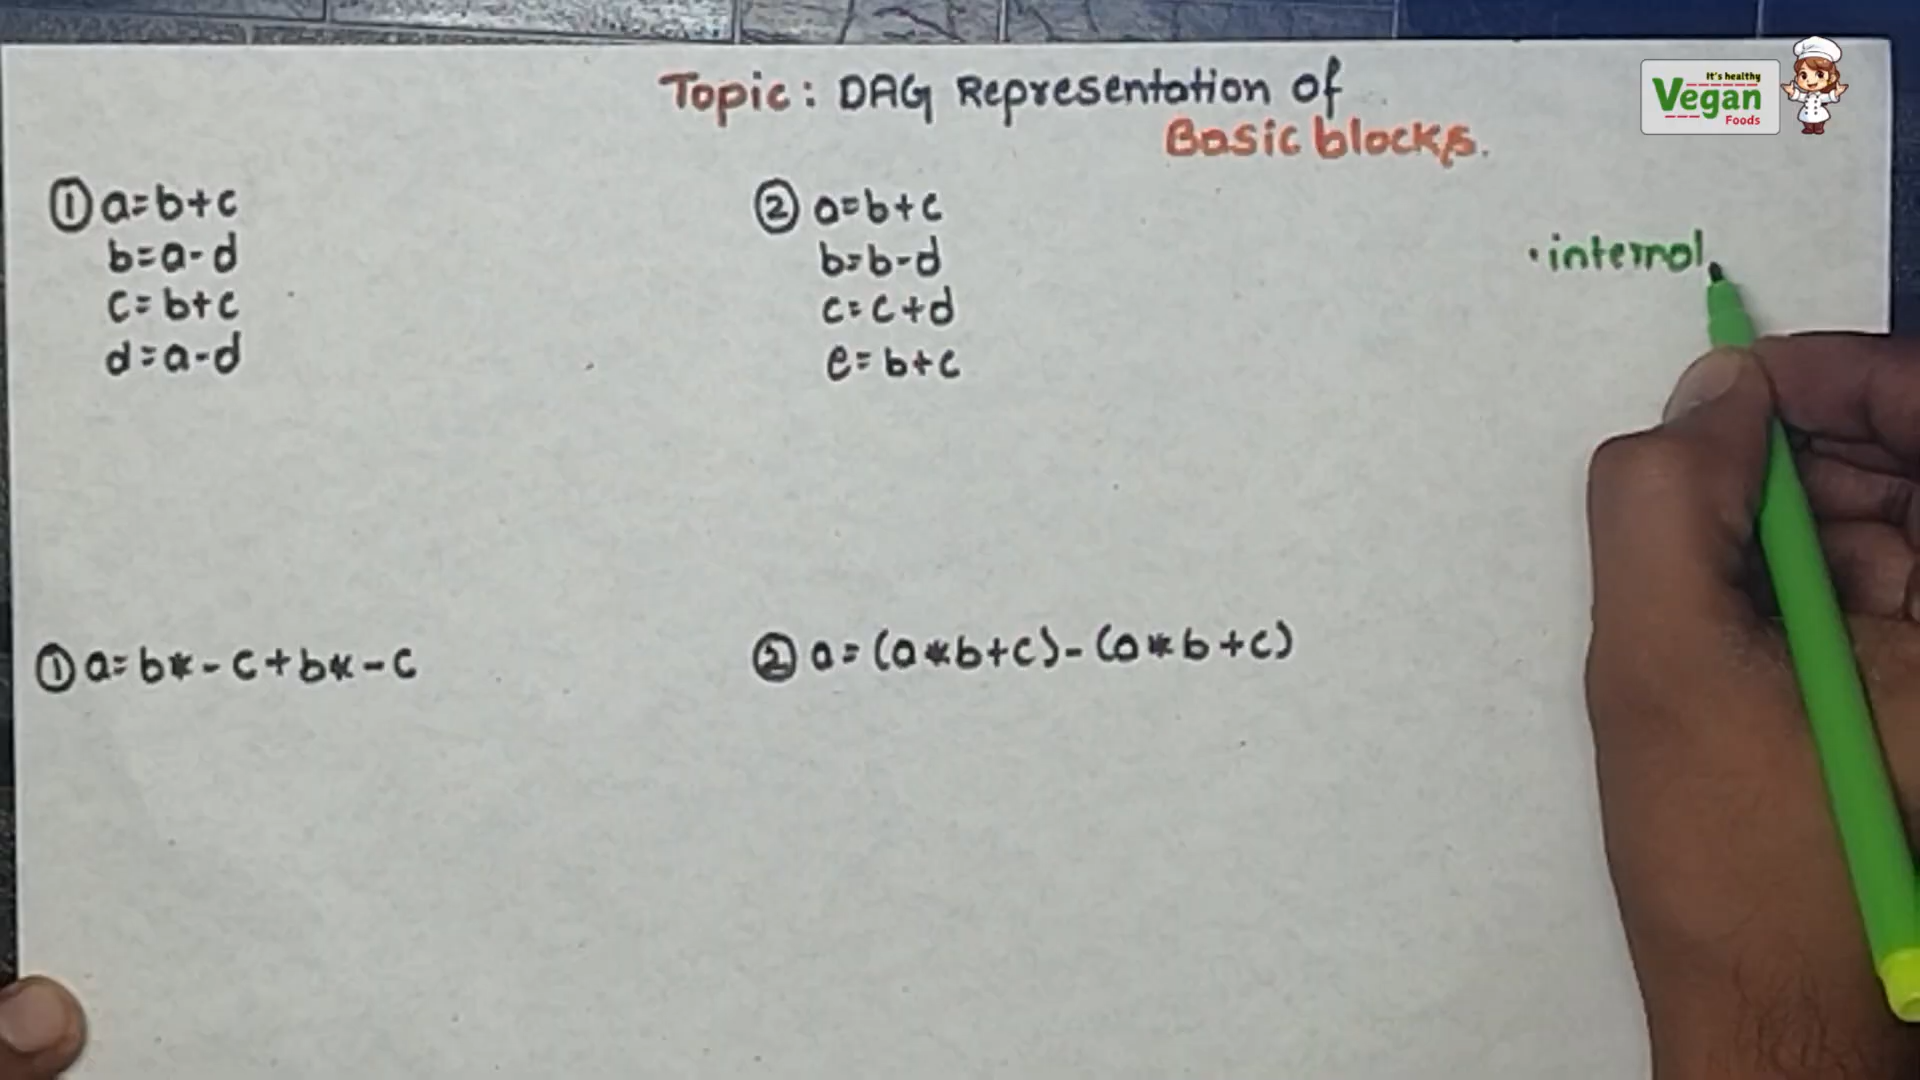 Topic: DAG Representation of
Basic blocks.
It's healthy
Vegan
Foods
① a=b+c
b=a-d
c=b+c
d=a-d
② a=b+c
b=b-d
c=c+d
e=b+c
• internal
① a=b*-c+b*-c
② a=(a*b+c)-(a*b+c)